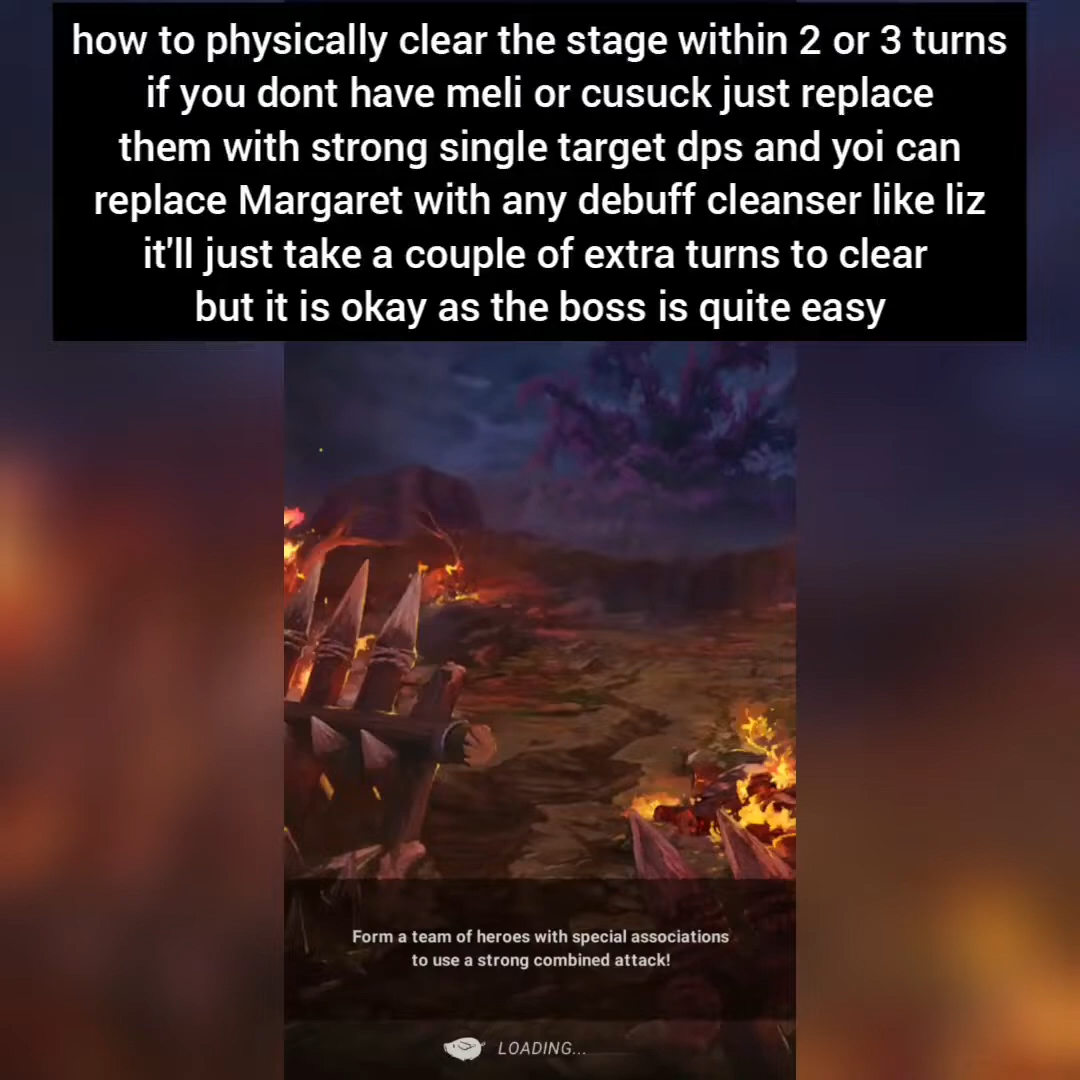 how to physically clear the stage within 2 or 3 turns
if you dont have meli or cusuck just replace
them with strong single target dps and yoi can
replace Margaret with any debuff cleanser like liz
it'll just take a couple of extra turns to clear
but it is okay as the boss is quite easy
Form a team of heroes with special associations
to use a strong combined attack!
LOADING...